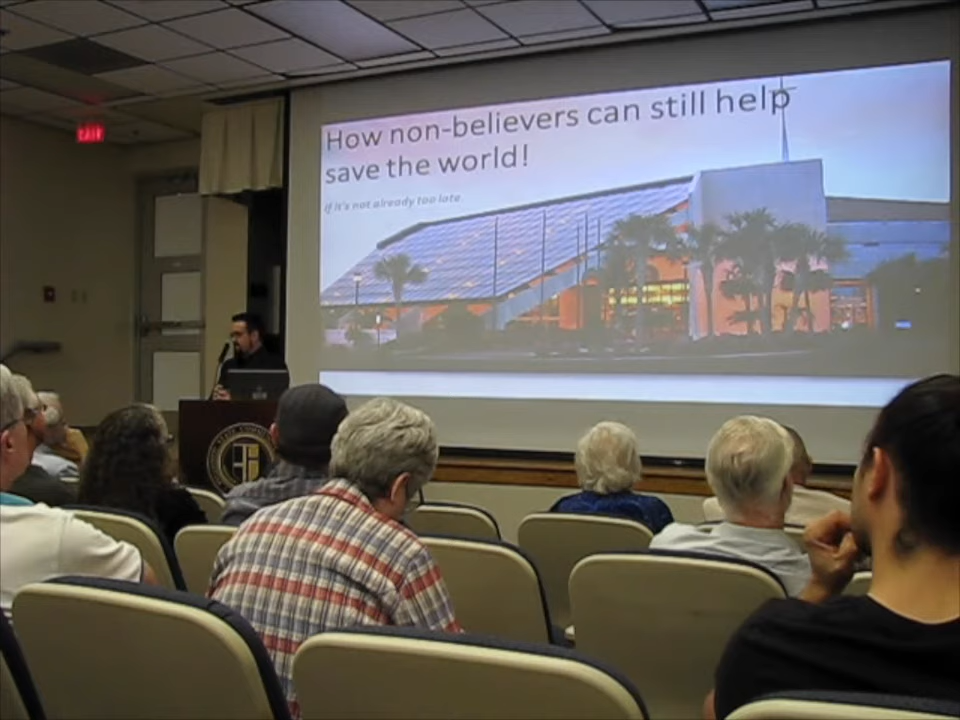 How non-believers can still help
save the world!
If it's not already too late
EXIT